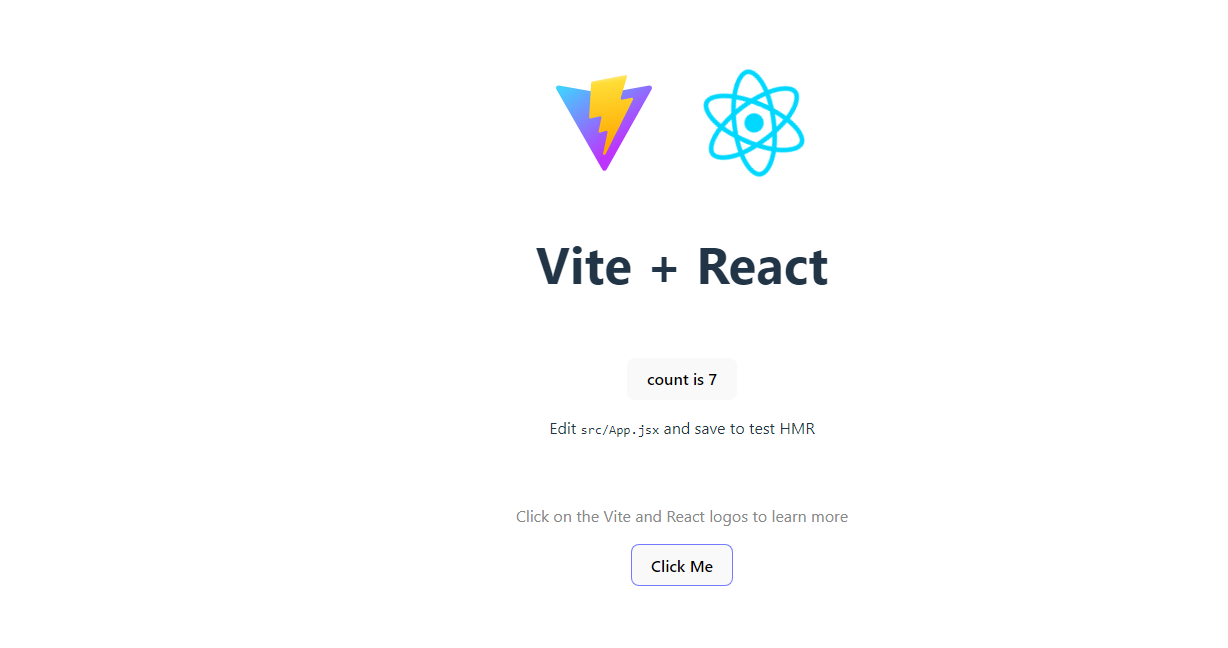 Vite + React
count is 7
Edit src/App.jsx and save to test HMR
Click on the Vite and React logos to learn more
Click Me